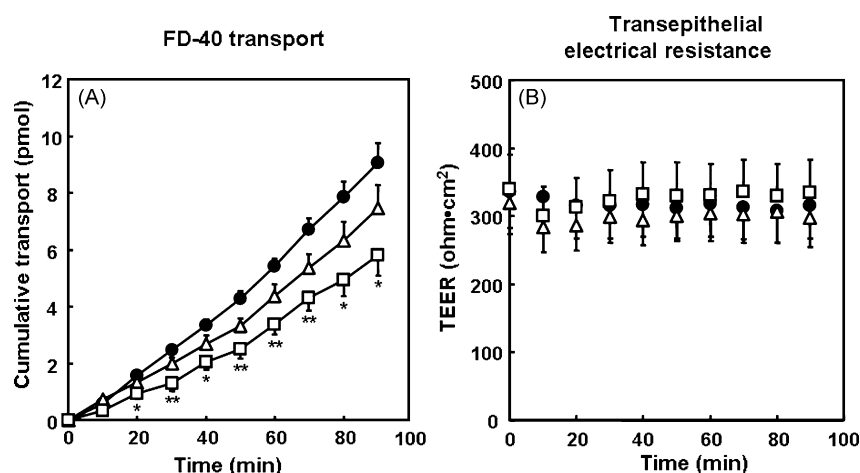 FD-40 transport
(A)
Cumulative transport (pmol)
12
10
8
6
4
2
0
* ** * ** ** ** * *
0 20 40 60 80 100
Time (min)
Transepithelial
electrical resistance
(B)
TEER (ohm•cm²)
500
400
300
200
100
0
0 20 40 60 80 100
Time (min)